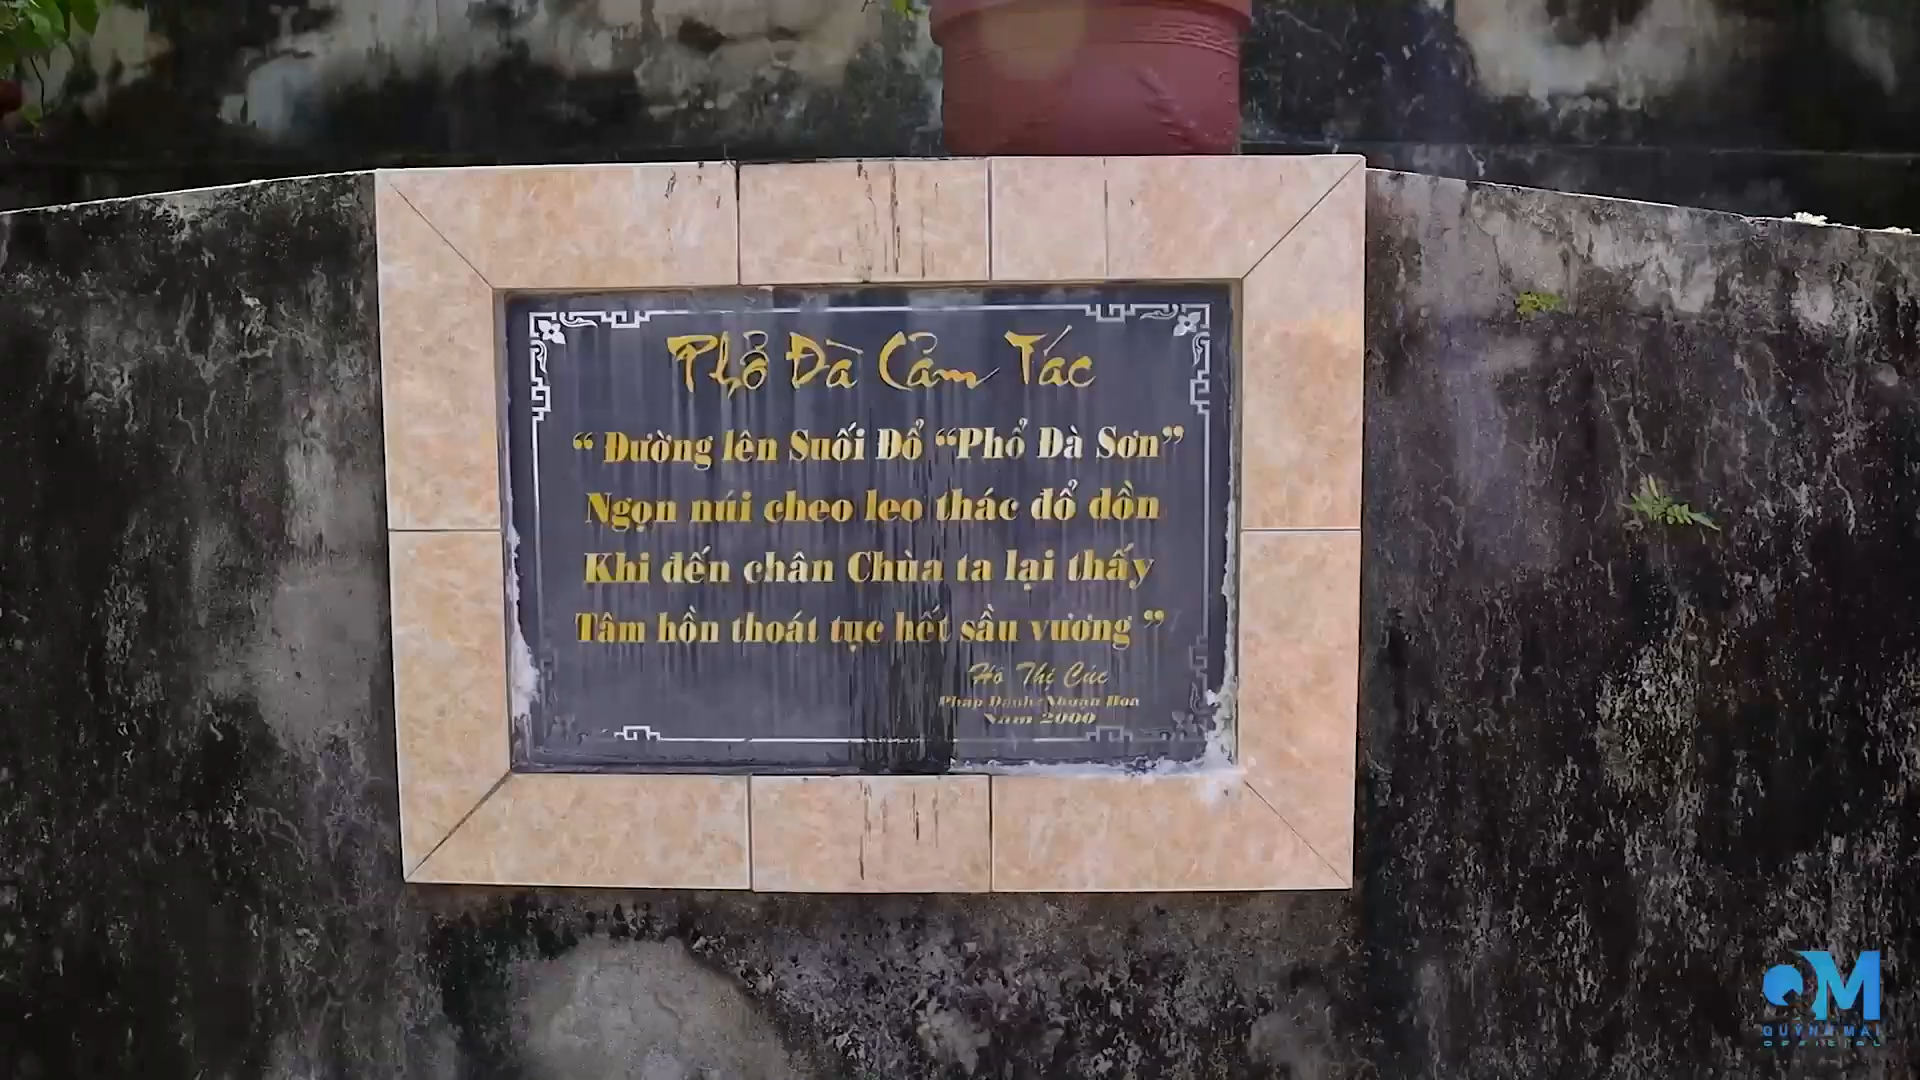 Phổ Đà Cảm Tác
“ Đường lên Suối Đổ “Phổ Đà Sơn”
Ngọn núi cheo leo thác đổ dồn
Khi đến chân Chùa ta lại thấy
Tâm hồn thoát tục hết sầu vương ”
Hồ Thị Cúc
Pháp Danh: Nhuận Hoa
Năm 2000
QM
QUỲNH MAI
OFFICIAL